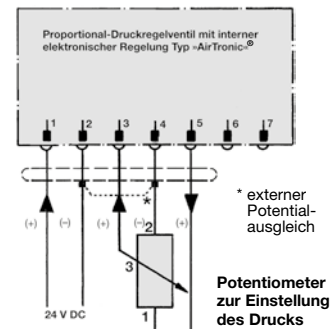 Proportional-Druckregelventil mit interner
elektronischer Regelung Typ »AirTronic«®
1 2 3 4 5 6 7
* externer
Potential-
ausgleich
*
(+) (−) (+) (−) (+)
2
3
1
24 V DC
Potentiometer
zur Einstellung
des Drucks